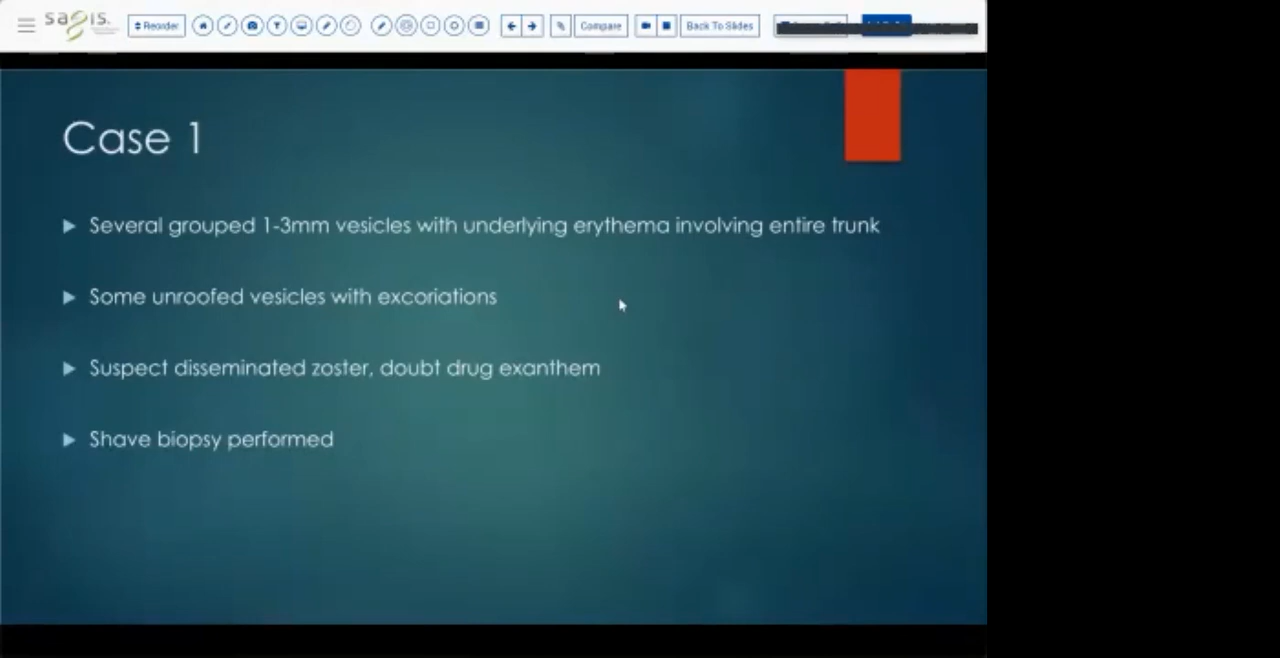 sagis.
Reorder
Compare
Back To Slides
Case 1
Several grouped 1-3mm vesicles with underlying erythema involving entire trunk
Some unroofed vesicles with excoriations
Suspect disseminated zoster, doubt drug exanthem
Shave biopsy performed